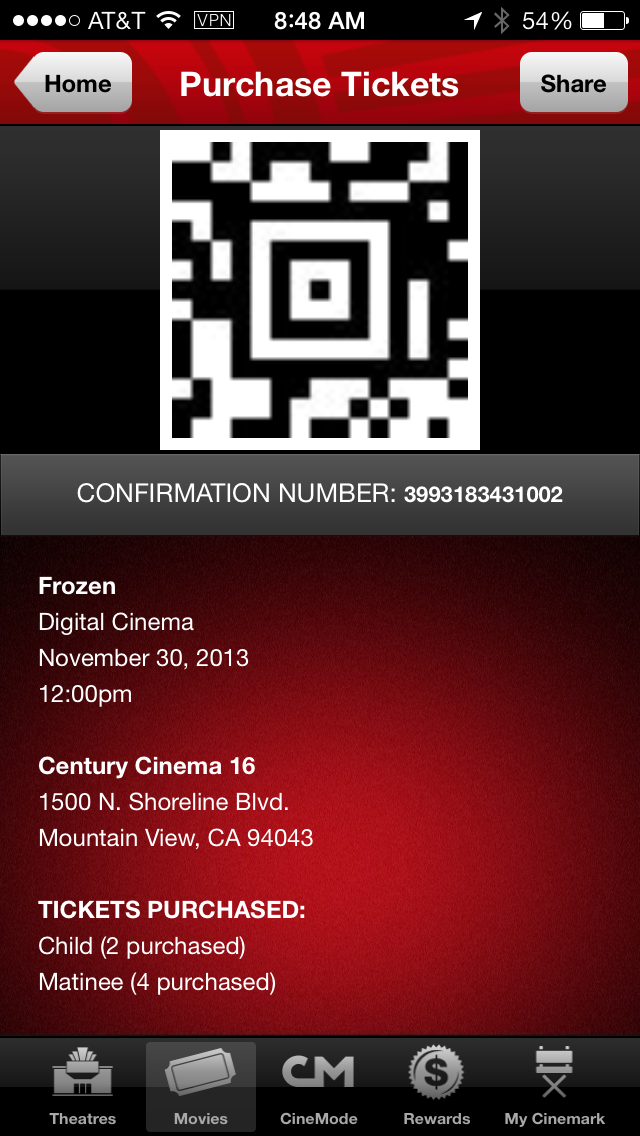 AT&T VPN 8:48 AM 54%
Home Purchase Tickets Share
CONFIRMATION NUMBER: 3993183431002
Frozen
Digital Cinema
November 30, 2013
12:00pm
Century Cinema 16
1500 N. Shoreline Blvd.
Mountain View, CA 94043
TICKETS PURCHASED:
Child (2 purchased)
Matinee (4 purchased)
CM $
Theatres Movies CineMode Rewards My Cinemark